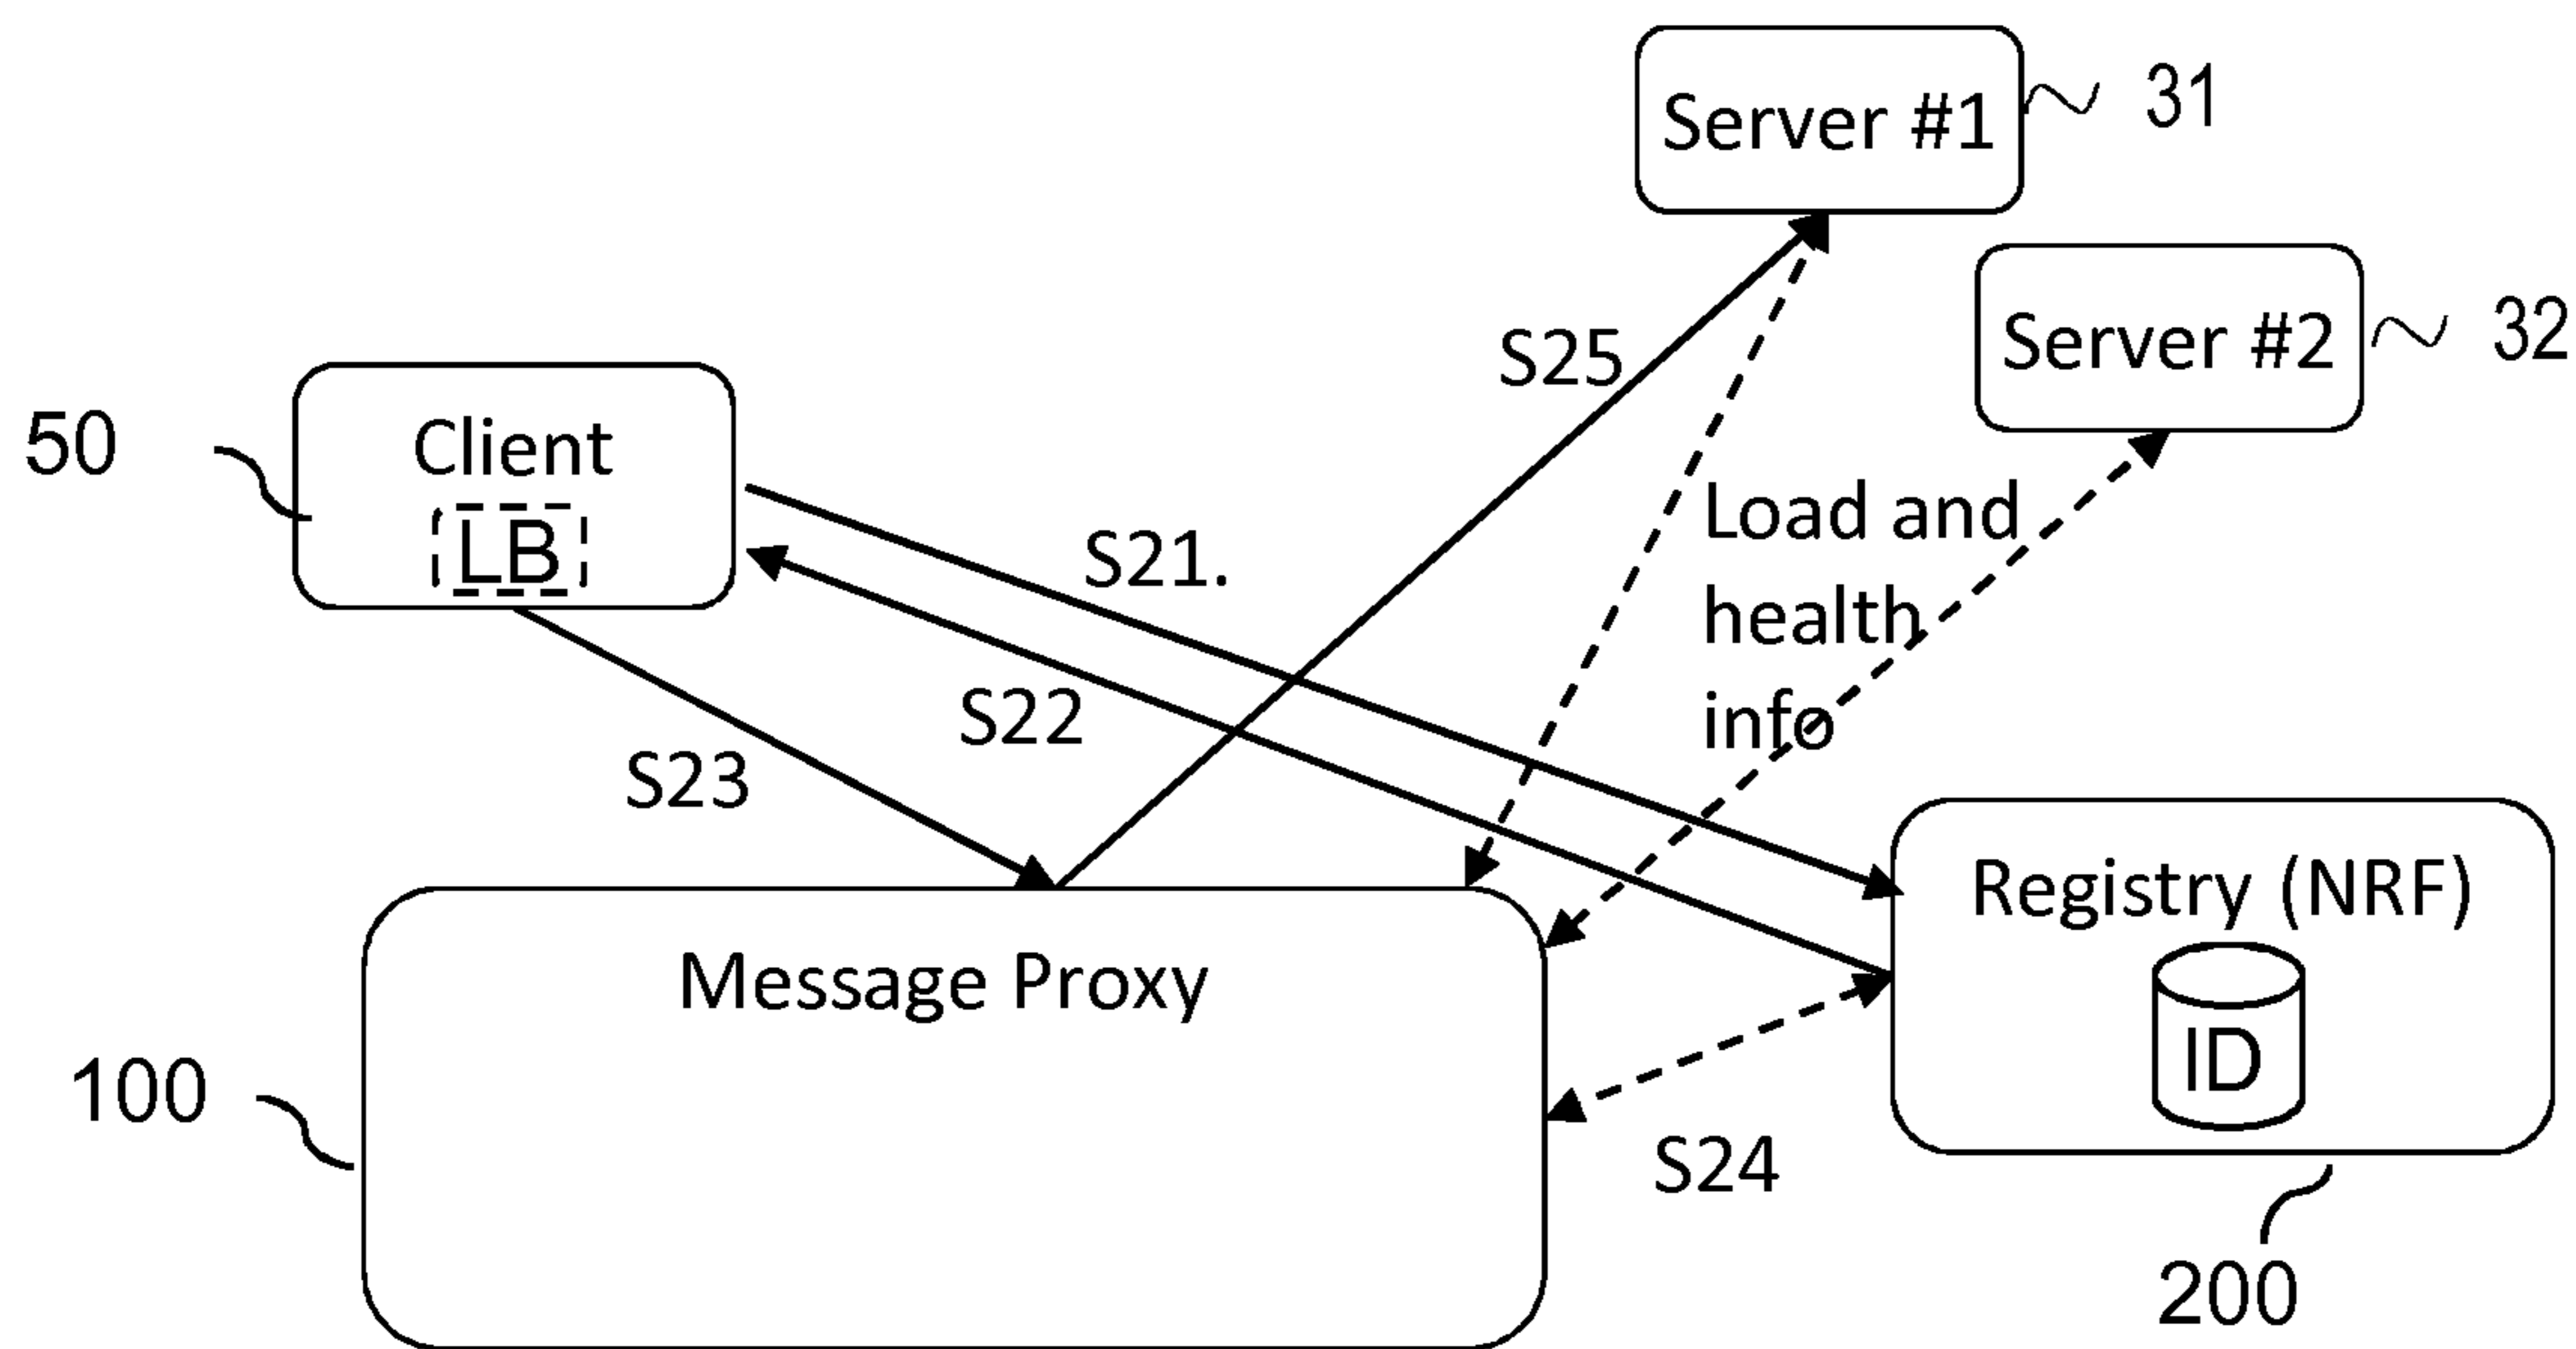 Server #1
31
Server #2
32
50
Client
LB
S25
Load and
health
info
S21.
S22
S23
Registry (NRF)
ID
Message Proxy
100
S24
200